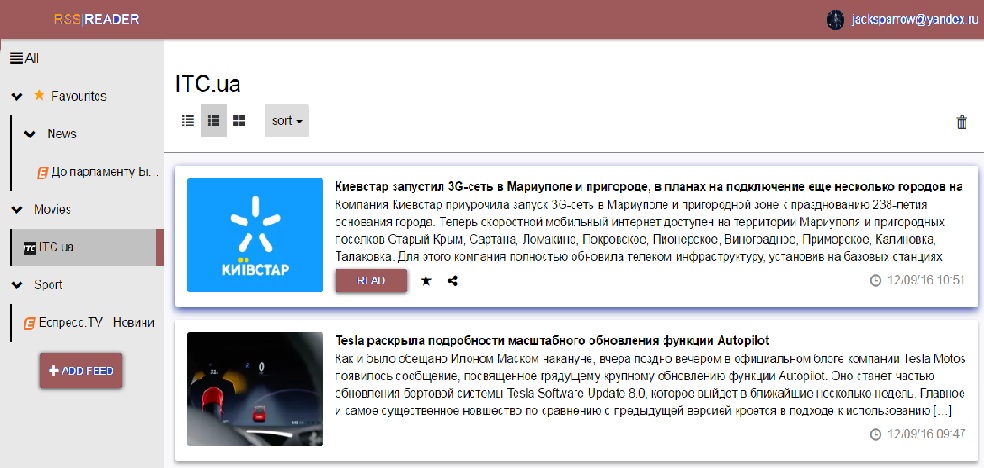 RSS|READER
jacksparrow@yandex.ru
All
Favourites
News
До парламенту Ы...
Movies
ITC ITC.ua
Sport
Еспресо.TV - Новини
ADD FEED
ITC.ua
sort
КИЇВСТАР
Киевстар запустил 3G-сеть в Мариуполе и пригороде, в планах на подключение еще несколько городов на
Компания Киевстар приурочила запуск 3G-сеть в Мариуполе и пригородной зоне к празднованию 238-летия
основания города. Теперь скоростной мобильный интернет доступен на территории Мариуполя и пригородных
поселков Старый Крым, Сартана, Ломакино, Покровское, Пионерское, Виноградное, Приморское, Калиновка,
Талаковка. Для этого компания полностью обновила телеком-инфраструктуру, установив на базовых станциях
READ
12/09/16 10:51
Tesla раскрыла подробности масштабного обновления функции Autopilot
Как и было обещано Илоном Маском накануне, вчера поздно вечером в официальном блоге компании Tesla Motos
появилось сообщение, посвященное грядущему крупному обновлению функции Autopilot. Оно станет частью
обновления бортовой системы Tesla Software Update 8.0, которое выйдет в ближайшие несколько недель. Главное
и самое существенное новшество по сравнению с предыдущей версией кроется в подходе к использованию [...]
12/09/16 09:47